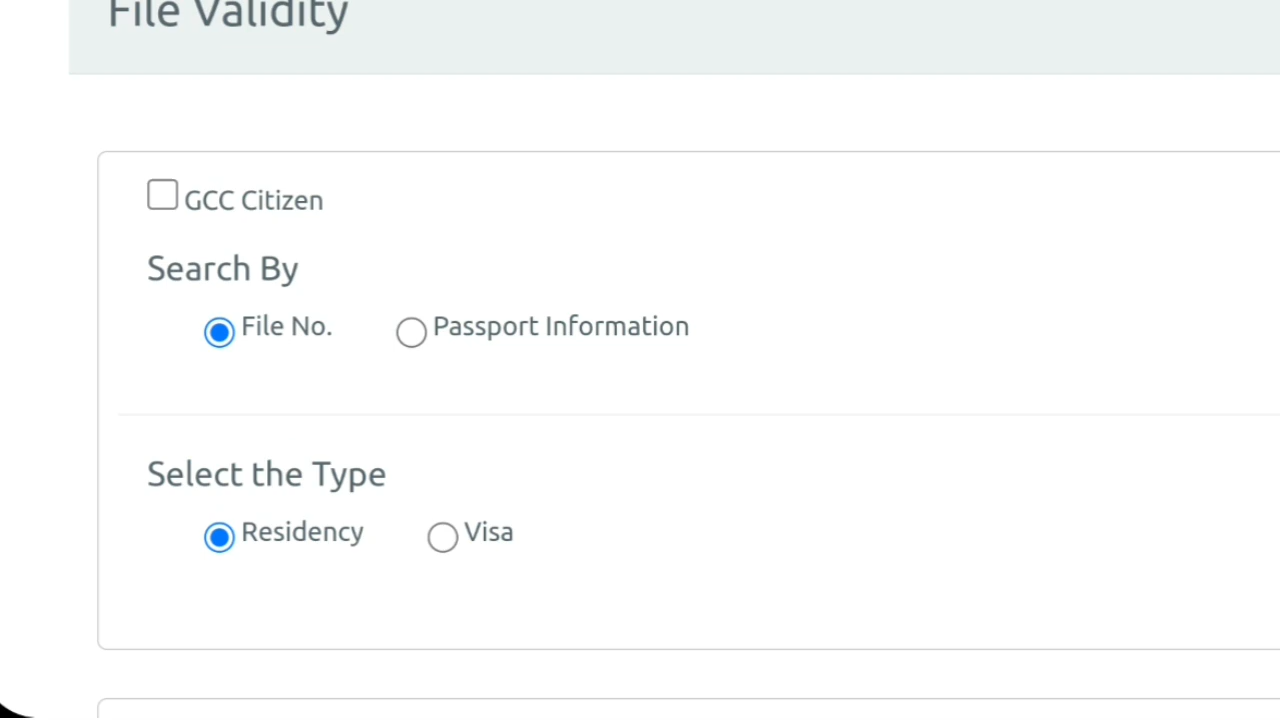 File Validity
GCC Citizen
Search By
File No. Passport Information
Select the Type
Residency Visa